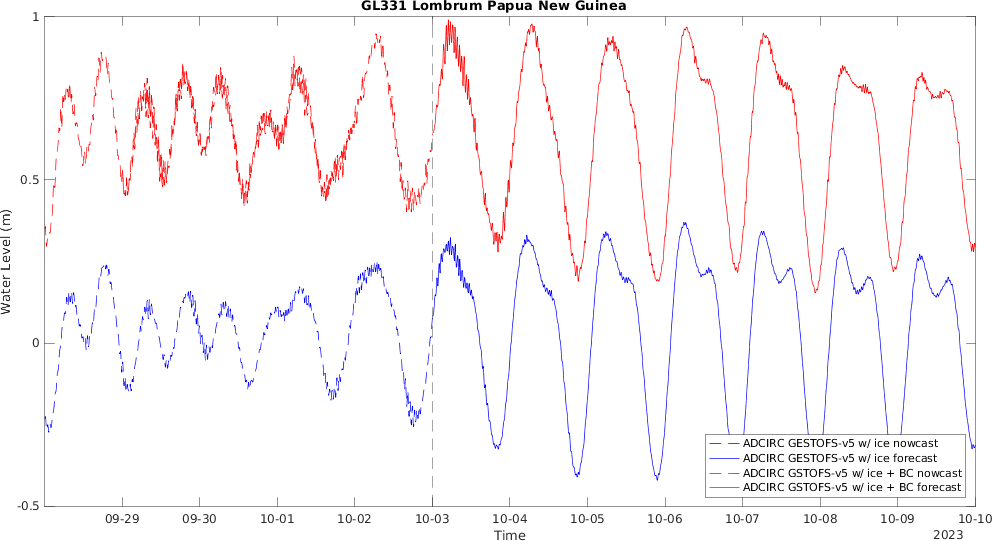 GL331 Lombrum Papua New Guinea
1
0.5
0
-0.5
Water Level (m)
09-29
09-30
10-01
10-02
10-03
10-04
10-05
10-06
10-07
10-08
10-09
10-10
Time
2023
ADCIRC GESTOFS-v5 w/ ice nowcast
ADCIRC GESTOFS-v5 w/ ice forecast
ADCIRC GSTOFS-v5 w/ ice + BC nowcast
ADCIRC GSTOFS-v5 w/ ice + BC forecast